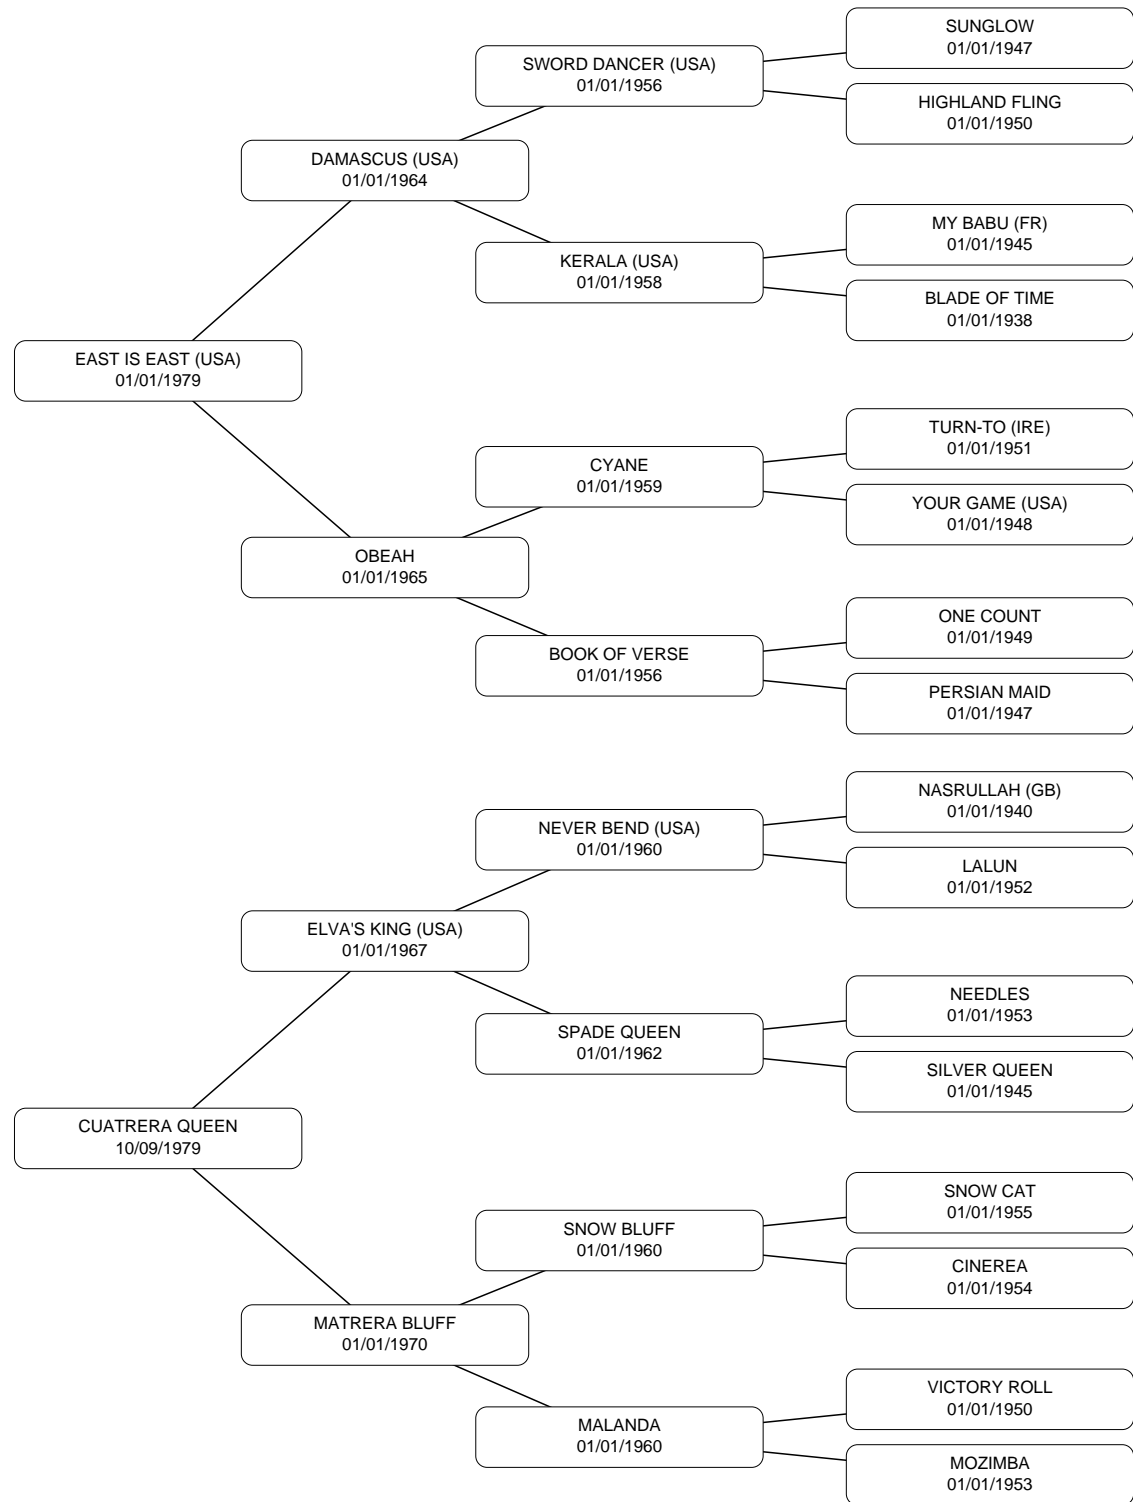 SUNGLOW
01/01/1947
SWORD DANCER (USA)
01/01/1956
HIGHLAND FLING
01/01/1950
DAMASCUS (USA)
01/01/1964
MY BABU (FR)
01/01/1945
KERALA (USA)
01/01/1958
BLADE OF TIME
01/01/1938
EAST IS EAST (USA)
01/01/1979
TURN-TO (IRE)
01/01/1951
CYANE
01/01/1959
YOUR GAME (USA)
01/01/1948
OBEAH
01/01/1965
ONE COUNT
01/01/1949
BOOK OF VERSE
01/01/1956
PERSIAN MAID
01/01/1947
NASRULLAH (GB)
01/01/1940
NEVER BEND (USA)
01/01/1960
LALUN
01/01/1952
ELVA'S KING (USA)
01/01/1967
NEEDLES
01/01/1953
SPADE QUEEN
01/01/1962
SILVER QUEEN
01/01/1945
CUATRERA QUEEN
10/09/1979
SNOW CAT
01/01/1955
SNOW BLUFF
01/01/1960
CINEREA
01/01/1954
MATRERA BLUFF
01/01/1970
VICTORY ROLL
01/01/1950
MALANDA
01/01/1960
MOZIMBA
01/01/1953